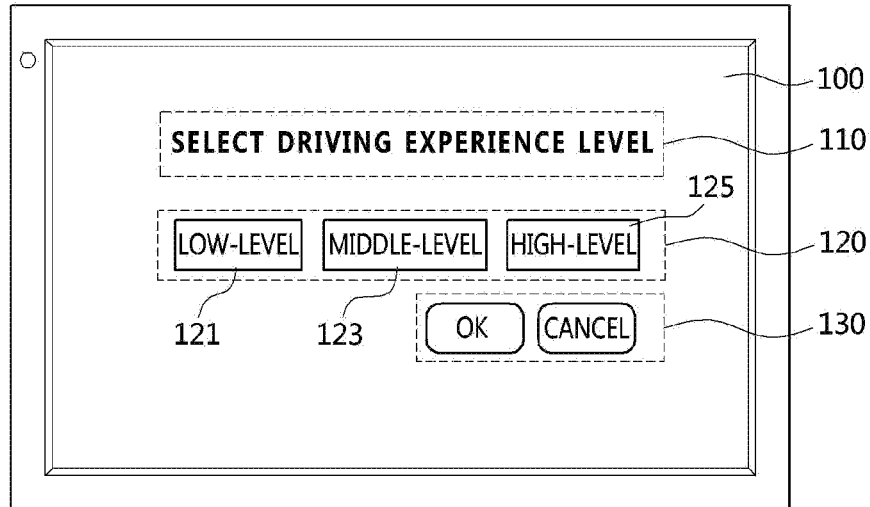 100
SELECT DRIVING EXPERIENCE LEVEL 110
125
LOW-LEVEL MIDDLE-LEVEL HIGH-LEVEL 120
121 123 OK CANCEL 130